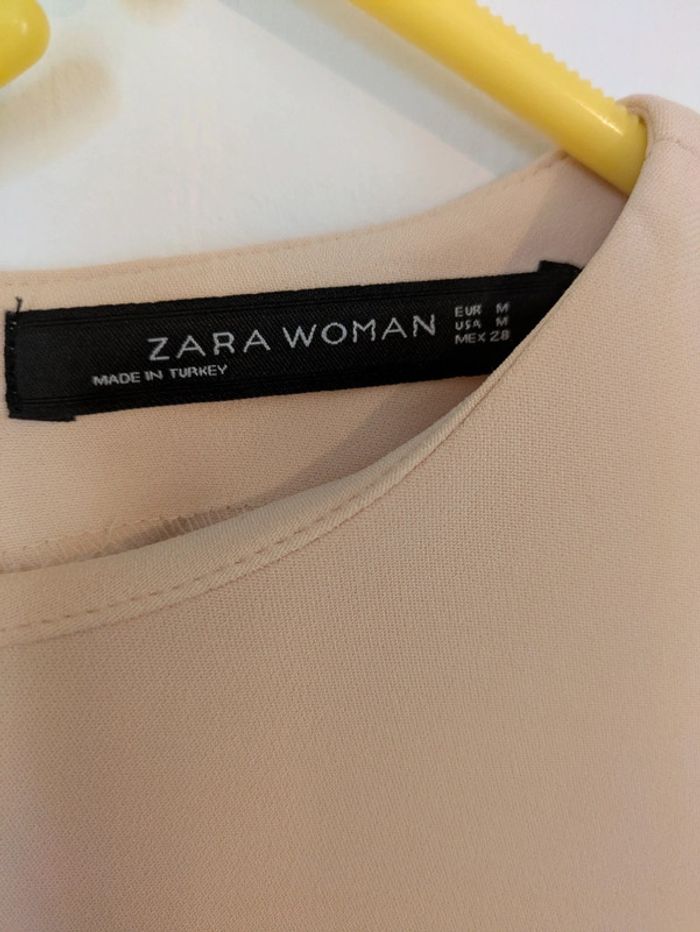 ZARA WOMAN
MADE IN TURKEY
EUR M
USA M
MEX 28